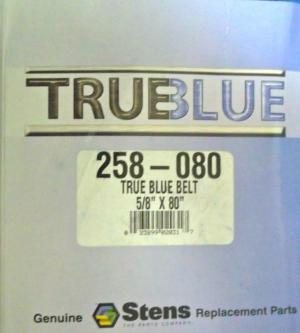 TRUEBLUE
258-080
TRUE BLUE BELT
5/8" X 80"
Genuine Stens Replacement Parts
THE PARTS COMPANY